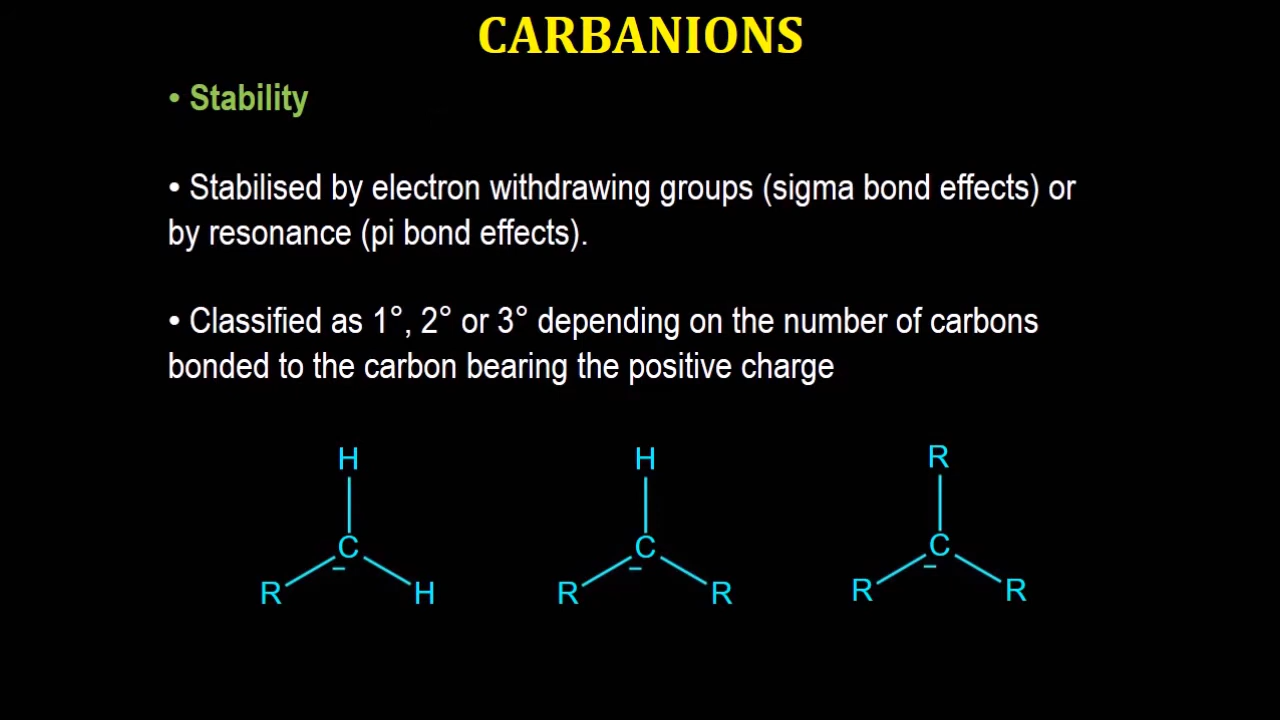 CARBANIONS
• Stability
• Stabilised by electron withdrawing groups (sigma bond effects) or
by resonance (pi bond effects).
• Classified as 1°, 2° or 3° depending on the number of carbons
bonded to the carbon bearing the positive charge
H H R
C C C
– – –
R H R R R R